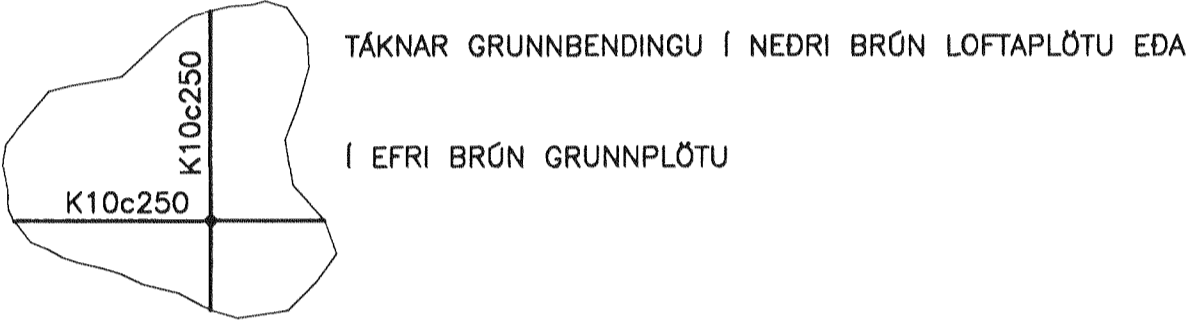 TÁKNAR GRUNNBENDINGU Í NEÐRI BRÚN LOFTAPLÖTU EÐA
K10c250
Í EFRI BRÚN GRUNNPLÖTU
K10c250